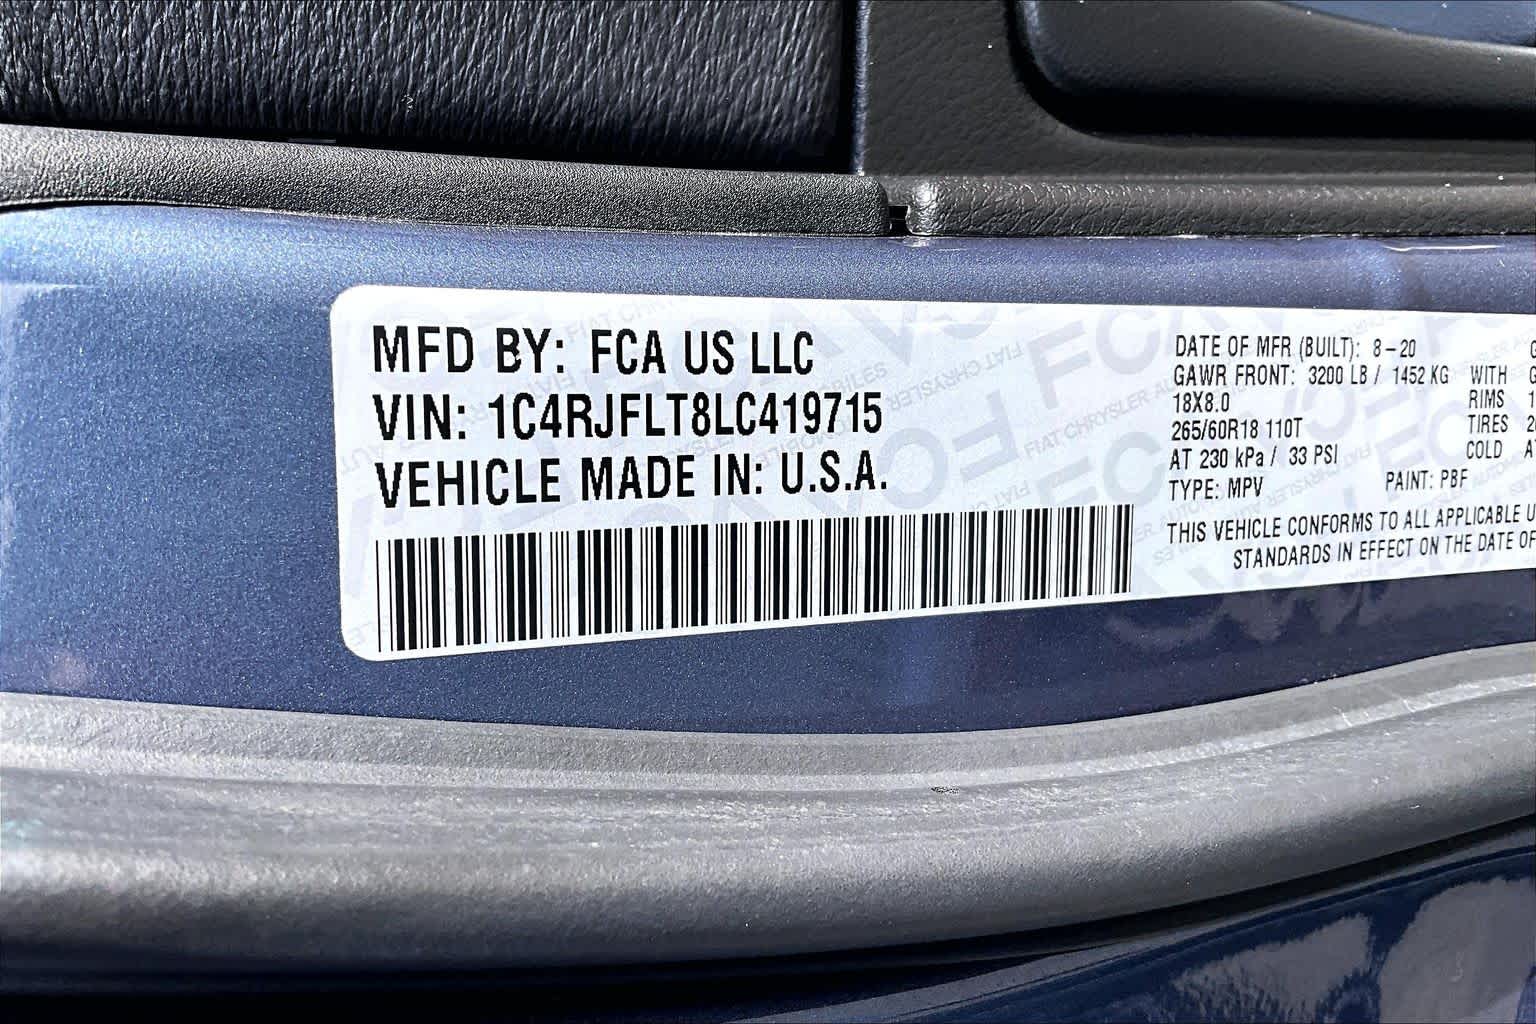 MFD BY: FCA US LLC
VIN: 1C4RJFLT8LC419715
VEHICLE MADE IN: U.S.A.
DATE OF MFR (BUILT): 8-20
GAWR FRONT: 3200 LB / 1452 KG WITH
18X8.0 RIMS
265/60R18 110T TIRES
AT 230 kPa / 33 PSI COLD
TYPE: MPV PAINT: PBF
THIS VEHICLE CONFORMS TO ALL APPLICABLE
STANDARDS IN EFFECT ON THE DATE OF